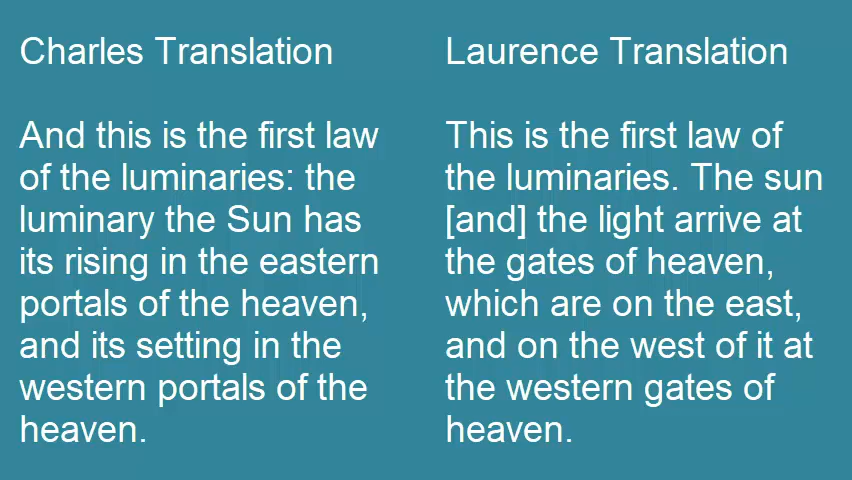 Charles Translation
And this is the first law
of the luminaries: the
luminary the Sun has
its rising in the eastern
portals of the heaven,
and its setting in the
western portals of the
heaven.
Laurence Translation
This is the first law of
the luminaries. The sun
[and] the light arrive at
the gates of heaven,
which are on the east,
and on the west of it at
the western gates of
heaven.